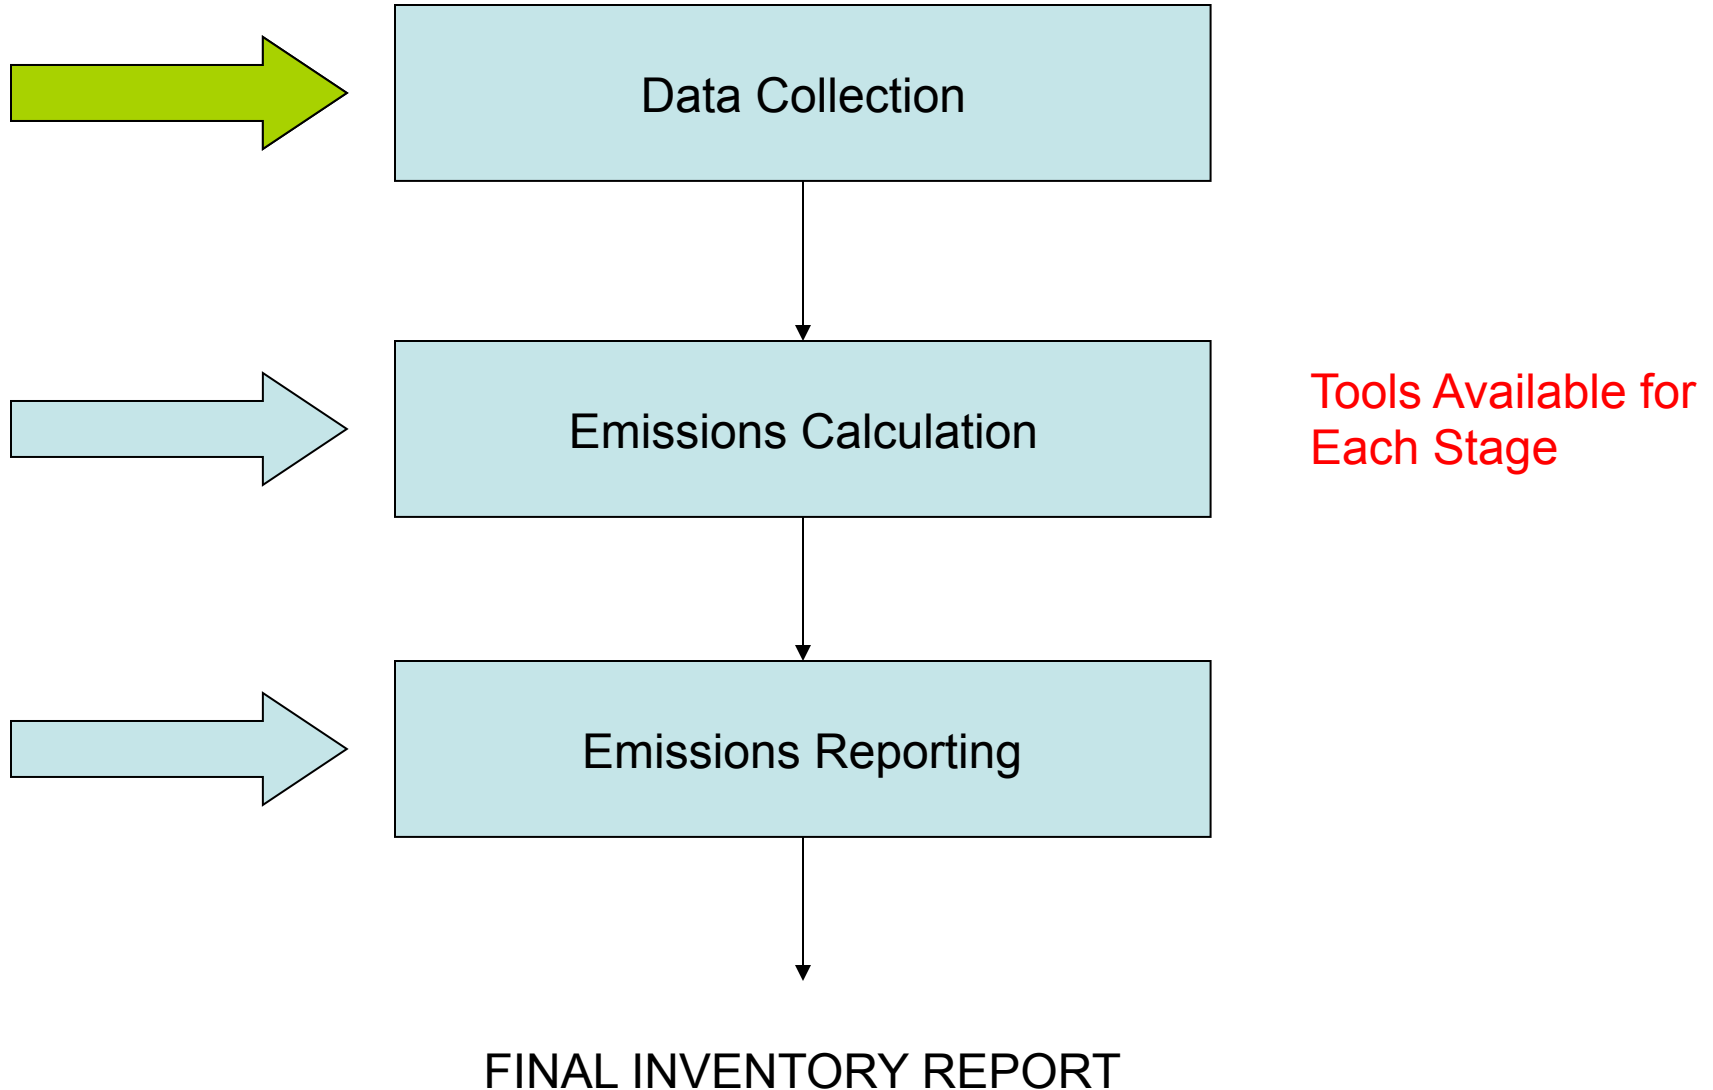 Data Collection
Emissions Calculation
Tools Available for
Each Stage
Emissions Reporting
FINAL INVENTORY REPORT